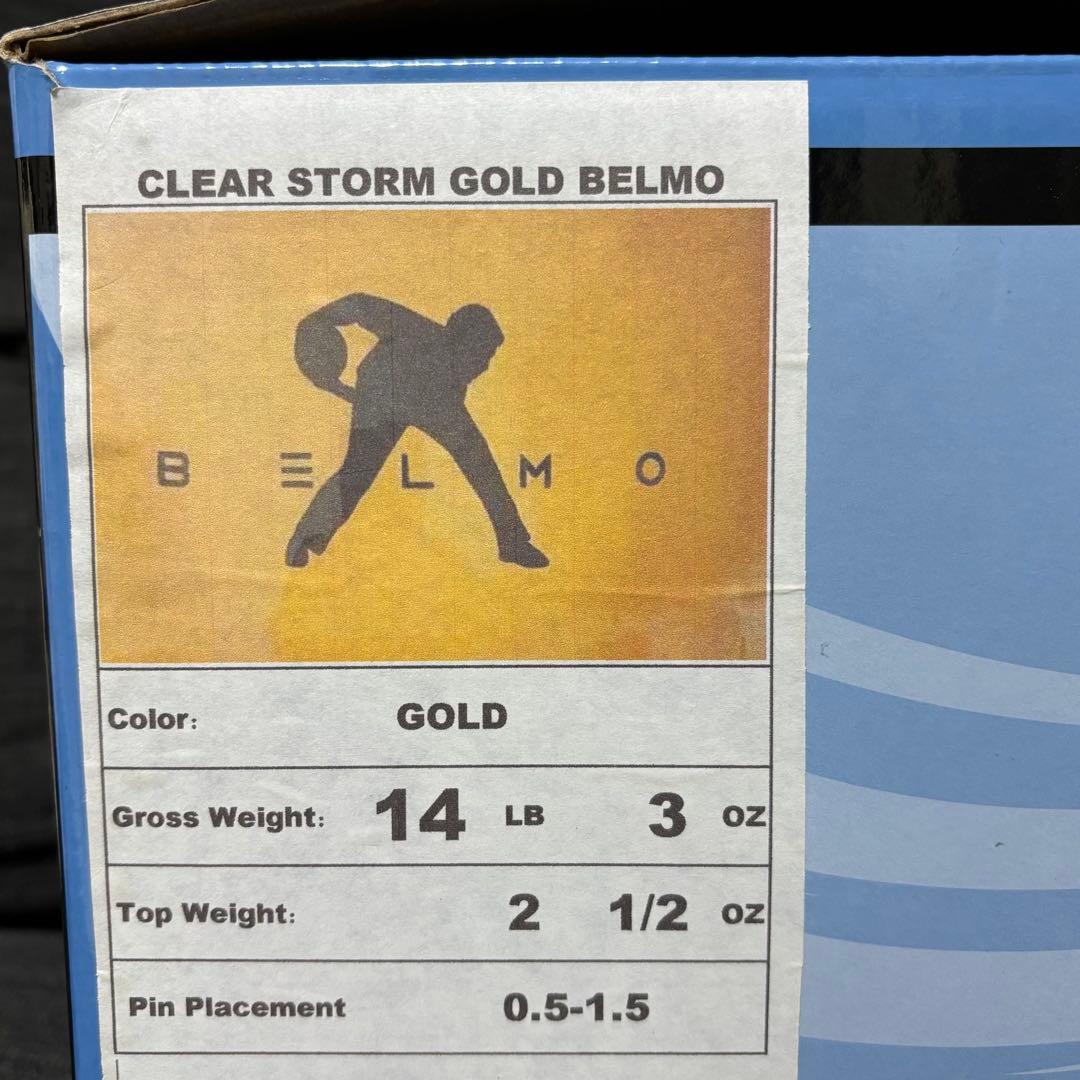 CLEAR STORM GOLD BELMO
BELMO
Color: GOLD
Gross Weight: 14 LB 3 OZ
Top Weight: 2 1/2 OZ
Pin Placement 0.5-1.5